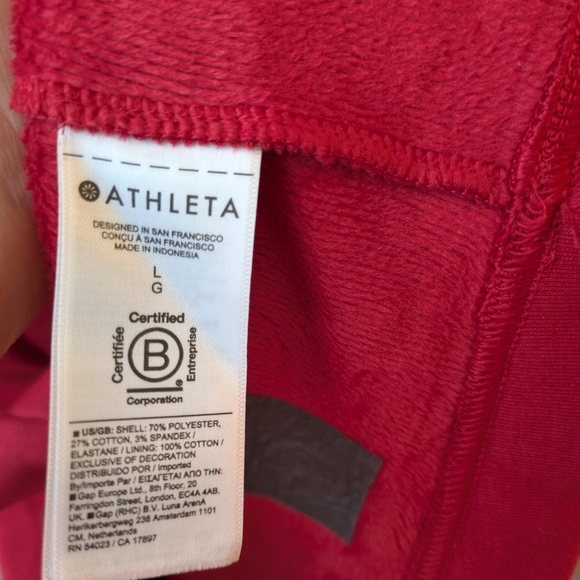 ATHLETA
DESIGNED IN SAN FRANCISCO
CONÇU À SAN FRANCISCO
MADE IN INDONESIA
L
G
Certified
Certifiée
B
Entreprise
Corporation
■ US/GB: SHELL: 70% POLYESTER,
27% COTTON, 3% SPANDEX /
ELASTANE / LINING: 100% COTTON /
EXCLUSIVE OF DECORATION
DISTRIBUIDO POR / Imported
By/Importe Par / ΕΙΣΑΓΕΤΑΙ ΑΠΟ ΤΗΝ:
■ Gap Europe Ltd., 8th Floor, 20
Farringdon Street, London, EC4A 4AB,
UK. ■ Gap (RHC) B.V. Luna ArenA
Herikerbergweg 238 Amsterdam 1101
CM, Netherlands
RN 54023 / CA 17897